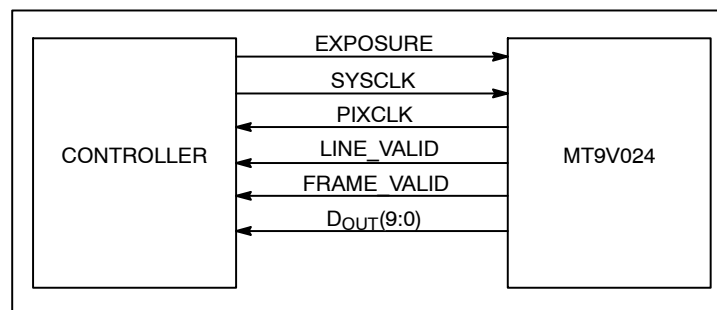 EXPOSURE
SYSCLK
PIXCLK
CONTROLLER
LINE_VALID
MT9V024
FRAME_VALID
DOUT(9:0)